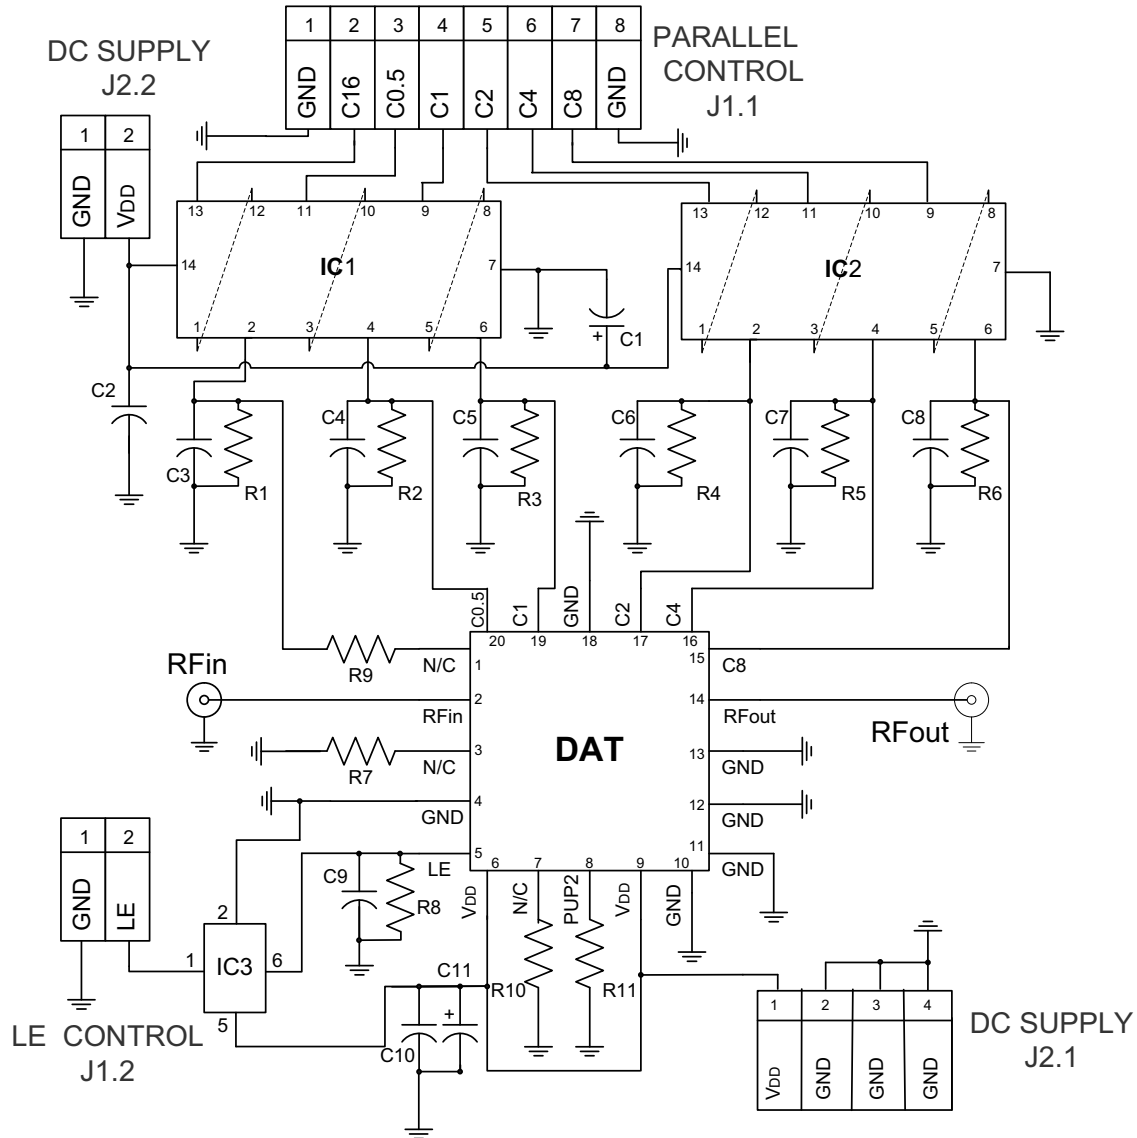 1 2 3 4 5 6 7 8
GND C16 C0.5 C1 C2 C4 C8 GND
PARALLEL
CONTROL
J1.1
DC SUPPLY
J2.2
1 2
GND VDD
13 12 11 10 9 8
14 IC1 7
1 2 3 4 5 6
13 12 11 10 9 8
14 IC2 7
1 2 3 4 5 6
+ C1
C2
C3 R1
C4 R2
C5 R3
C6 R4
C7 R5
C8 R6
C0.5 C1 GND C2 C4
20 19 18 17 16
R9 N/C 1
15 C8
RFin
RFin 2
14 RFout
RFout
R7 N/C 3
DAT
13 GND
GND 4
12 GND
LE 5
11 GND
6 7 8 9 10
VDD N/C PUP2 VDD GND
C9 R8
1 2
GND LE
LE CONTROL
J1.2
2
1 IC3 6
5
C11
+
C10
R10 R11
1 2 3 4
VDD GND GND GND
DC SUPPLY
J2.1